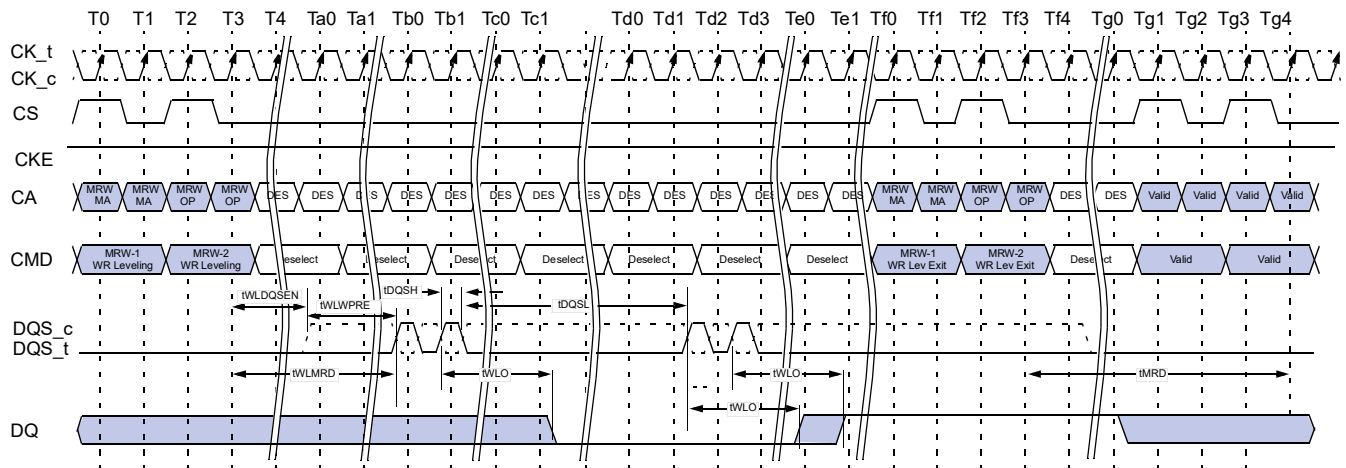 T0 T1 T2 T3 T4 Ta0 Ta1 Tb0 Tb1 Tc0 Tc1 Td0 Td1 Td2 Td3 Te0 Te1 Tf0 Tf1 Tf2 Tf3 Tf4 Tg0 Tg1 Tg2 Tg3 Tg4
CK_t
CK_c
CS
CKE
MRW MRW MRW MRW MRW MRW MRW MRW
CA DES DES DES DES DES DES DES DES DES DES DES DES DES DES DES DES Valid Valid Valid Valid
MA MA OP OP MA MA OP OP
MRW-1 MRW-2 MRW-1 MRW-2
CMD Deselect Deselect Deselect Deselect Deselect Deselect Deselect Deselect Valid Valid
WR Leveling WR Leveling WR Lev Exit WR Lev Exit
tDQSH
tWLDQSEN
tWLWPRE tDQSL
DQS_c
DQS_t
tWLMRD tWLO tWLO tMRD
tWLO
DQ